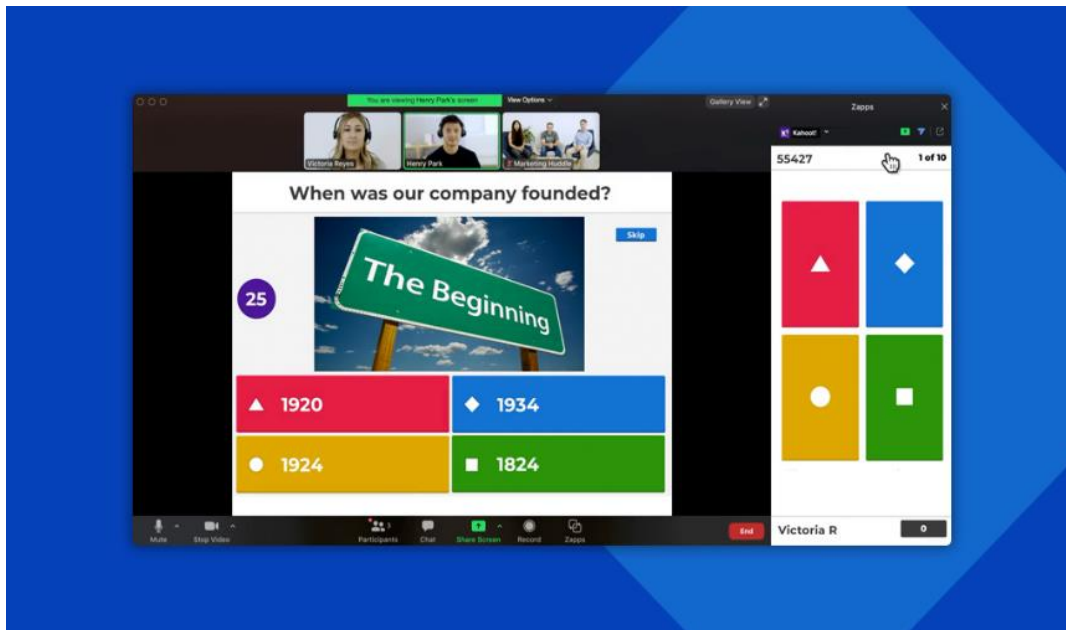 You are viewing Henry Park's screen
View Options
Gallery View
Zapps
Victoria Reyes
Henry Park
Marketing Huddle
K! Kahoot!
55427
1 of 10
When was our company founded?
Skip
25
The Beginning
1920
1934
1924
1824
Mute
Stop Video
Participants
3
Chat
Share Screen
Record
Zapps
End
Victoria R
0